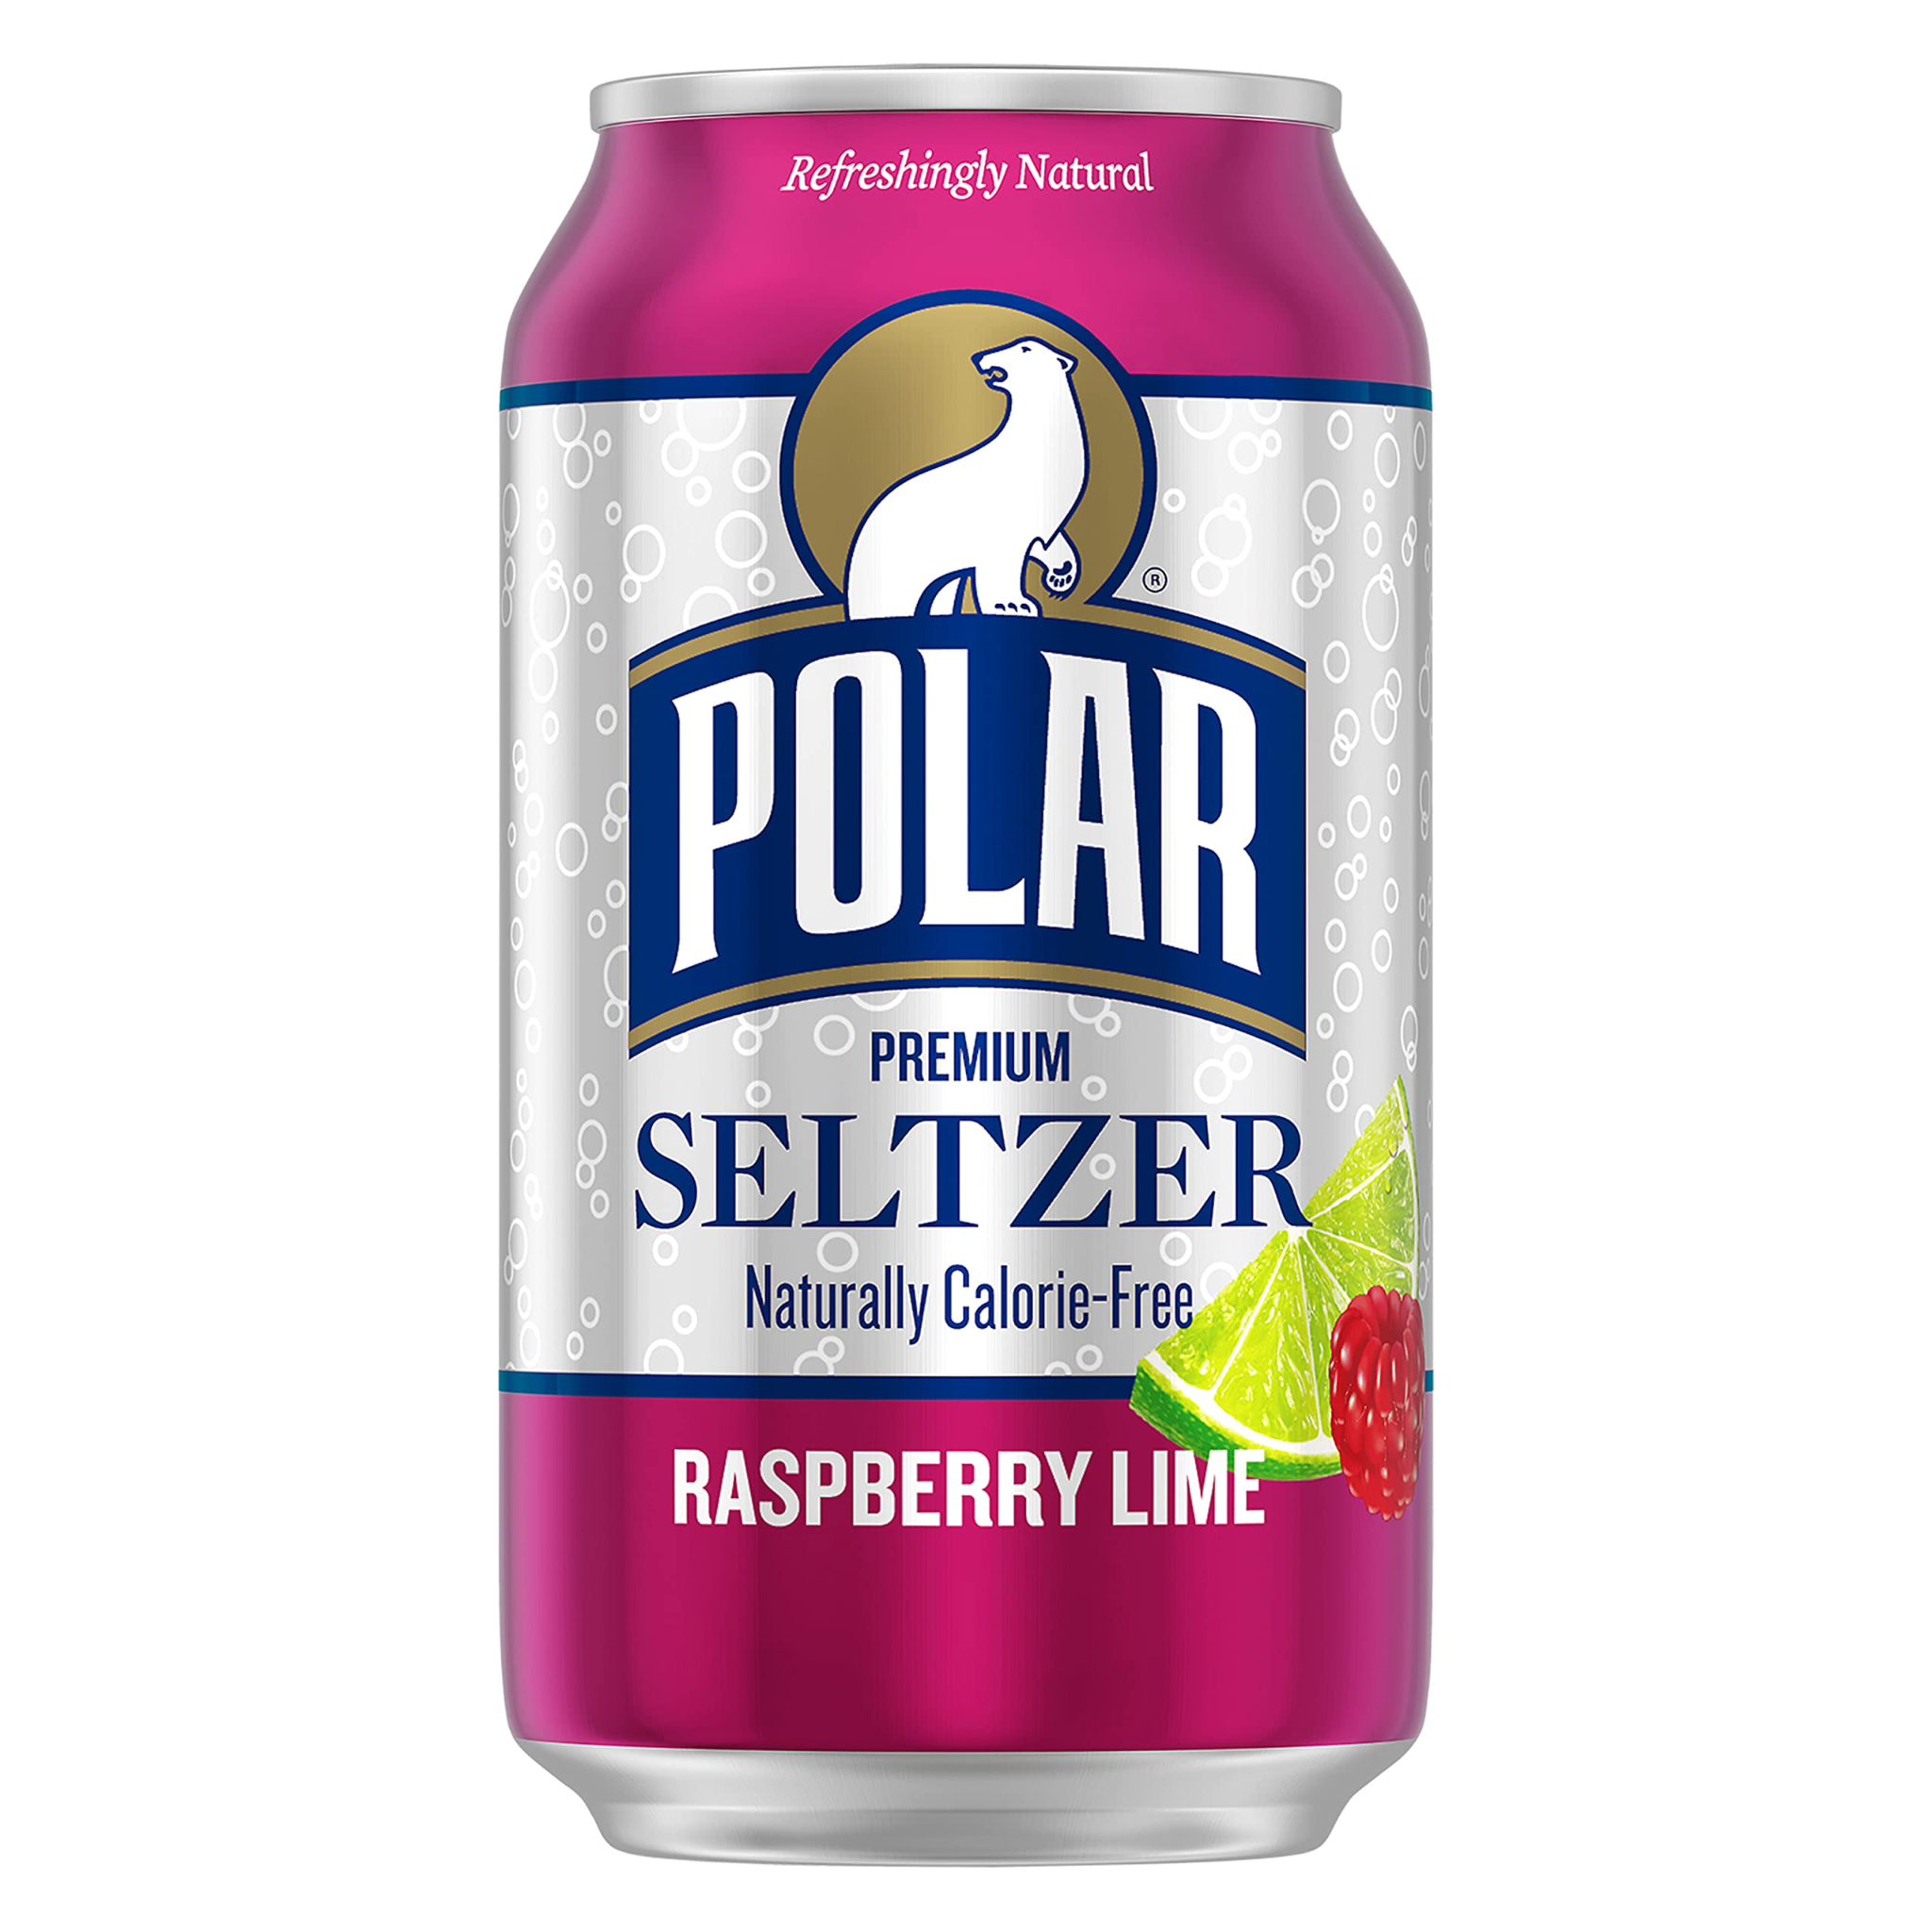 Refreshingly Natural
®
POLAR
PREMIUM
SELTZER
Naturally Calorie-Free
RASPBERRY LIME